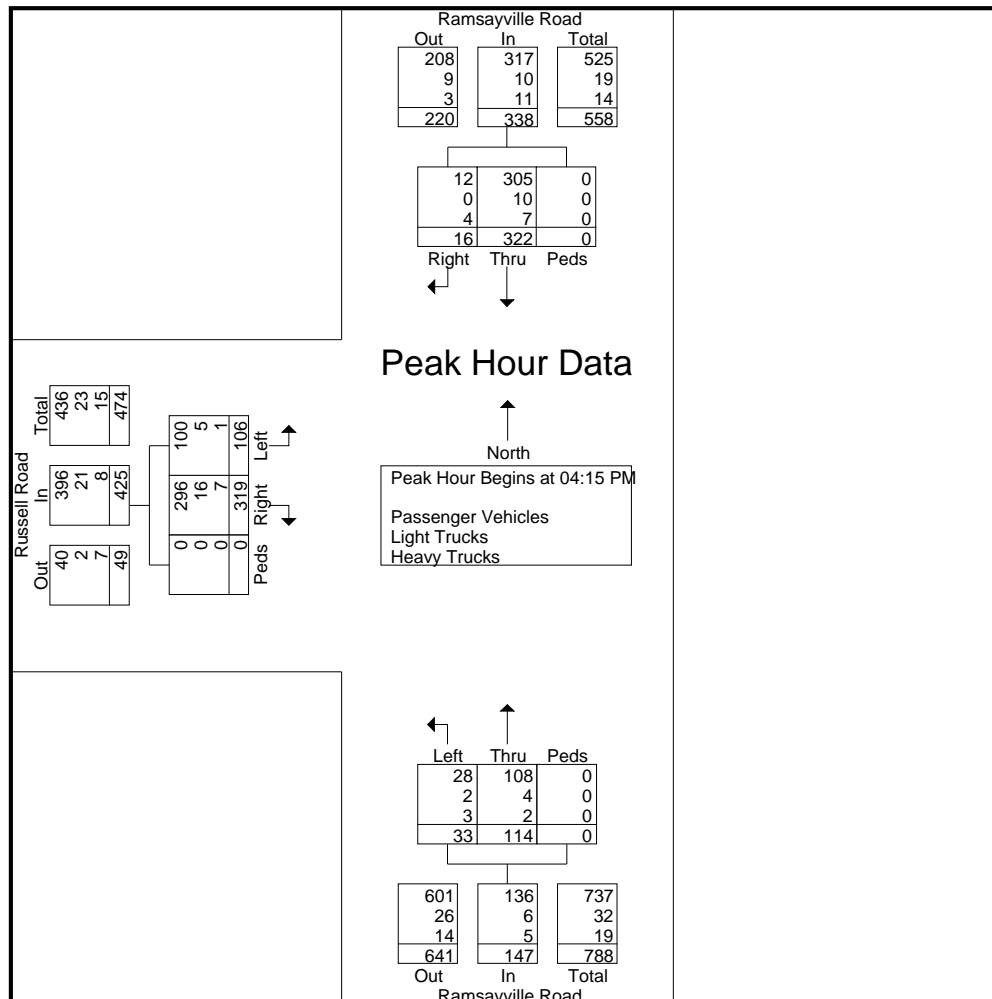 Ramsayville Road
Out In Total
208 317 525
9 10 19
3 11 14
220 338 558
12 305 0
0 10 0
4 7 0
16 322 0
Right Thru Peds
Peak Hour Data
North
Peak Hour Begins at 04:15 PM
Passenger Vehicles
Light Trucks
Heavy Trucks
Russell Road
Out In Total
40 396 436
2 21 23
7 8 15
49 425 474
0 296 100
0 16 5
0 7 1
0 319 106
Peds Right Left
Left Thru Peds
28 108 0
2 4 0
3 2 0
33 114 0
601 136 737
26 6 32
14 5 19
641 147 788
Out In Total
Ramsayville Road